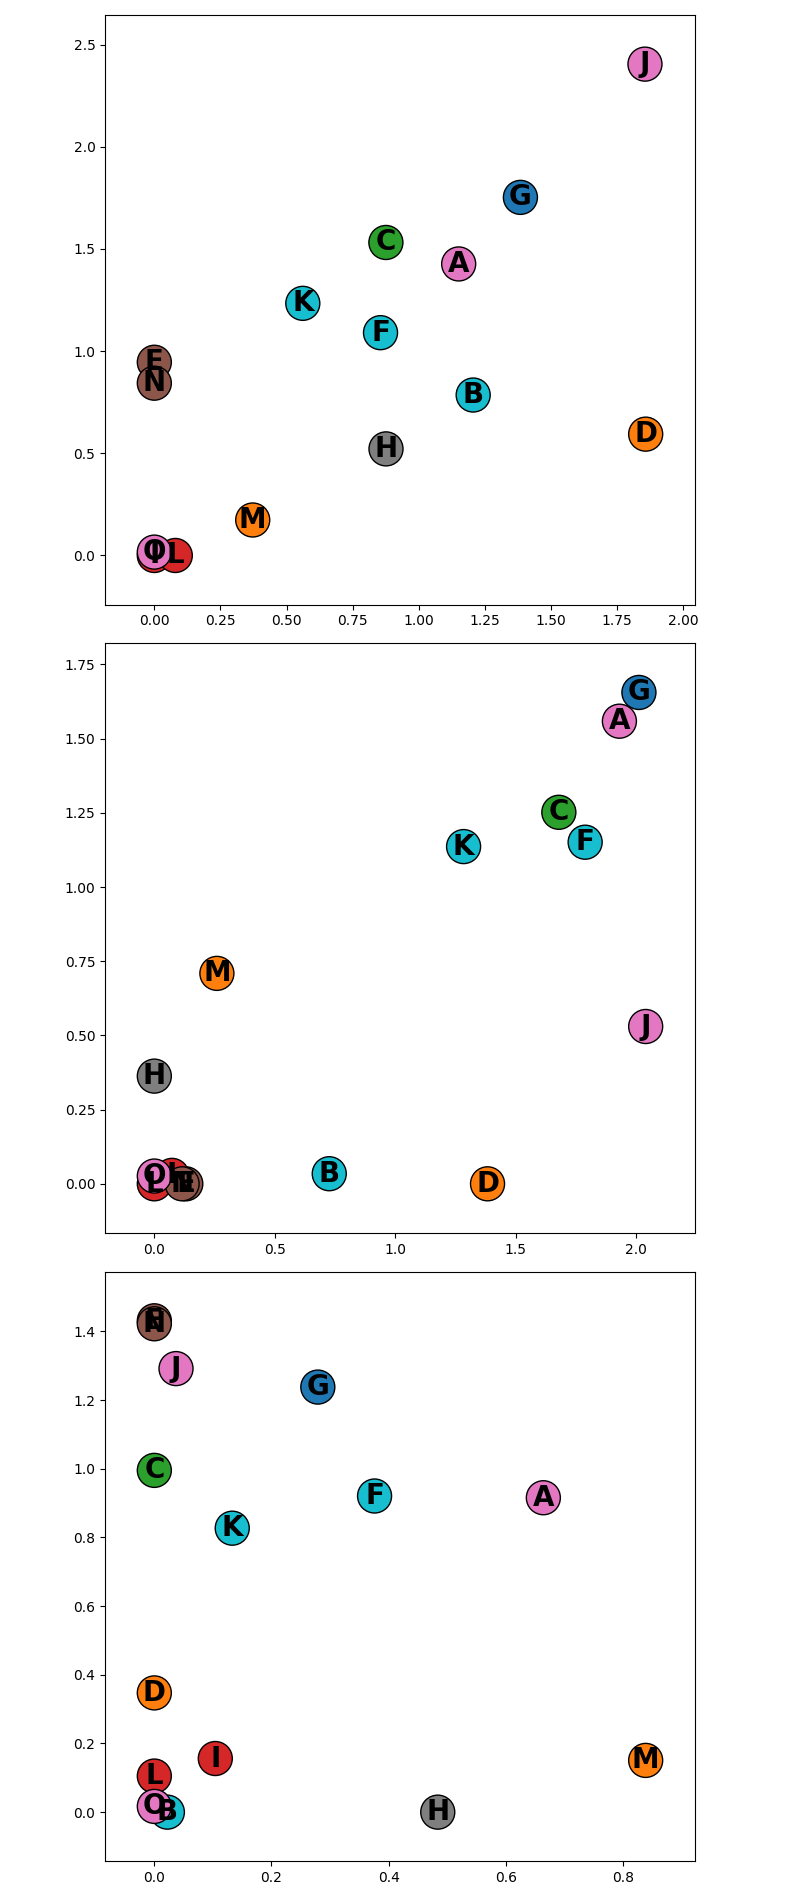 2.5
J
2.0
G
C
1.5
A
K
F
1.0
E
N
B
D
0.5
H
M
0.0
O L
0.00 0.25 0.50 0.75 1.00 1.25 1.50 1.75 2.00
1.75
G
A
1.50
1.25
C
F
K
1.00
0.75
M
0.50
J
H
0.25
0.00
O
B
D
0.0 0.5 1.0 1.5 2.0
N
1.4
J
G
1.2
1.0
C
F
A
0.8
K
0.6
0.4
D
0.2
I
M
L
0.0
O B
H
0.0 0.2 0.4 0.6 0.8